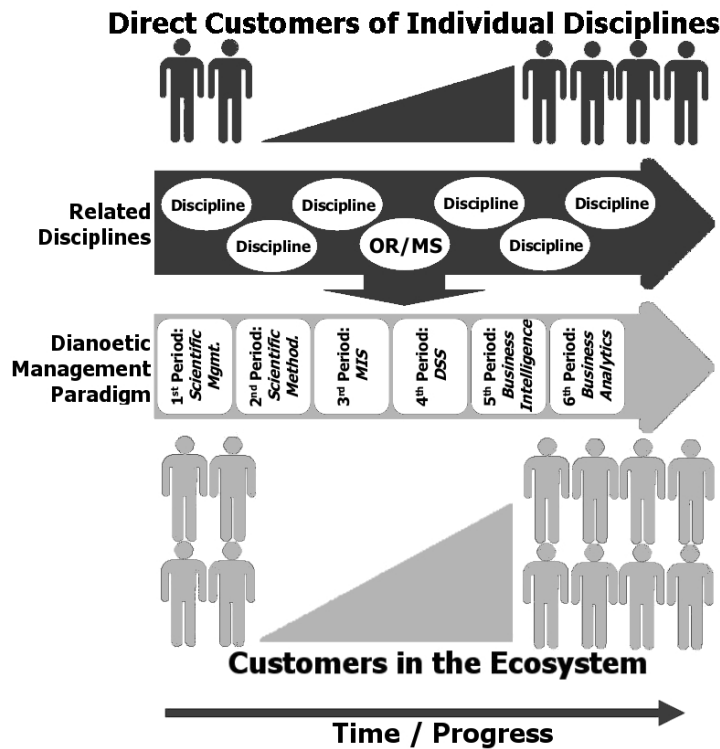 Direct Customers of Individual Disciplines
Related
Disciplines
Discipline
Discipline
Discipline
OR/MS
Discipline
Discipline
Discipline
Dianoetic
Management
Paradigm
1st Period:
Scientific
Mgmt.
2nd Period:
Scientific
Method.
3rd Period:
MIS
4th Period:
DSS
5th Period:
Business
Intelligence
6th Period:
Business
Analytics
Customers in the Ecosystem
Time / Progress